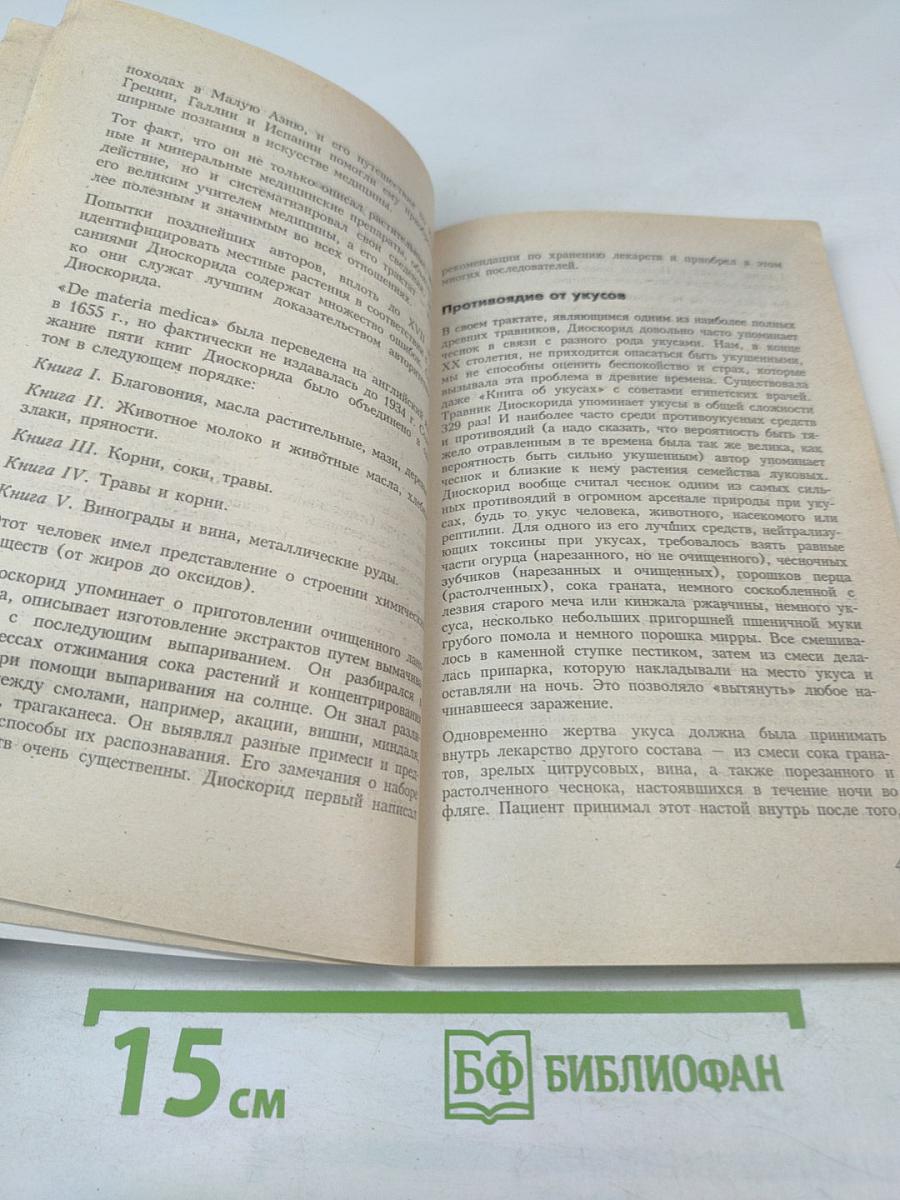 походах в Малую Азию, и его путешествия
Греции, Галлии и Испании помогли ему приоб
ширные познания в искусстве медицины.
Тот факт, что он не только описал растительные
ные и минеральные медицинские препараты, объяс
действие, но и систематизировал свои сведения,
его великим учителем медицины, а его трактат
лее полезным и значимым во всех отношениях.
Попытки позднейших авторов, вплоть до XVII
идентифицировать местные растения в соответствии с
саниями Диоскорида содержат множество ошибок.
ко они служат лучшим доказательством авторитета
Диоскорида.
«De materia medica» была переведена на английский
в 1655 г., но фактически не издавалась до 1934 г. Со
жание пяти книг Диоскорида было объединено в
том в следующем порядке:
Книга I. Благовония, масла растительные, мази, дерев
Книга II. Животное молоко и животные масла, хлеб
злаки, пряности.
Книга III. Корни, соки, травы.
Книга IV. Травы и корни.
Книга V. Винограды и вина, металлические руды.
Этот человек имел представление о строении химически
еществ (от жиров до оксидов).
оскорид упоминает о приготовлении очищенного лано
а, описывает изготовление экстрактов путем вымачива
с последующим выпариванием. Он разбирался в
ессах отжимания сока растений и концентрирования
ри помощи выпаривания на солнце. Он знал разли
между смолами, например, акации, вишни, миндаля,
, трагаканеса. Он выявлял разные примеси и пред
способы их распознавания. Его замечания о наборе
тв очень существенны. Диоскорид первый написал
рекомендации по хранению лекарств и приобрел в этом
многих последователей.
Противоядие от укусов
В своем трактате, являющимся одним из наиболее полных
древних травников, Диоскорид довольно часто упоминает
чеснок в связи с разного рода укусами. Нам, в конце
XX столетия, не приходится опасаться быть укушенными,
мы не способны оценить беспокойство и страх, которые
вызывала эта проблема в древние времена. Существовала
даже «Книга об укусах» с советами египетских врачей.
Травник Диоскорида упоминает укусы в общей сложности
329 раз! И наиболее часто среди противоукусных средств
и противоядий (а надо сказать, что вероятность быть тя-
жело отравленным в те времена была так же велика, как
вероятность быть сильно укушенным) автор упоминает
чеснок и близкие к нему растения семейства луковых.
Диоскорид вообще считал чеснок одним из самых силь-
ных противоядий в огромном арсенале природы при уку-
сах, будь то укус человека, животного, насекомого или
рептилии. Для одного из его лучших средств, нейтрализу-
ющих токсины при укусах, требовалось взять равные
части огурца (нарезанного, но не очищенного), чесночных
зубчиков (нарезанных и очищенных), горошков перца
(растолченных), сока граната, немного соскобленной с
лезвия старого меча или кинжала ржавчины, немного ук-
суса, несколько небольших пригоршней пшеничной муки
грубого помола и немного порошка мирры. Все смешива-
лось в каменной ступке пестиком, затем из смеси дела-
лась припарка, которую накладывали на место укуса и
оставляли на ночь. Это позволяло «вытянуть» любое на-
чинавшееся заражение.
Одновременно жертва укуса должна была принимать
внутрь лекарство другого состава — из смеси сока грана-
тов, зрелых цитрусовых, вина, а также порезанного и
растолченного чеснока, настоявшихся в течение ночи во
фляге. Пациент принимал этот настой внутрь после того,
15 см
БФ БИБЛИОФАН